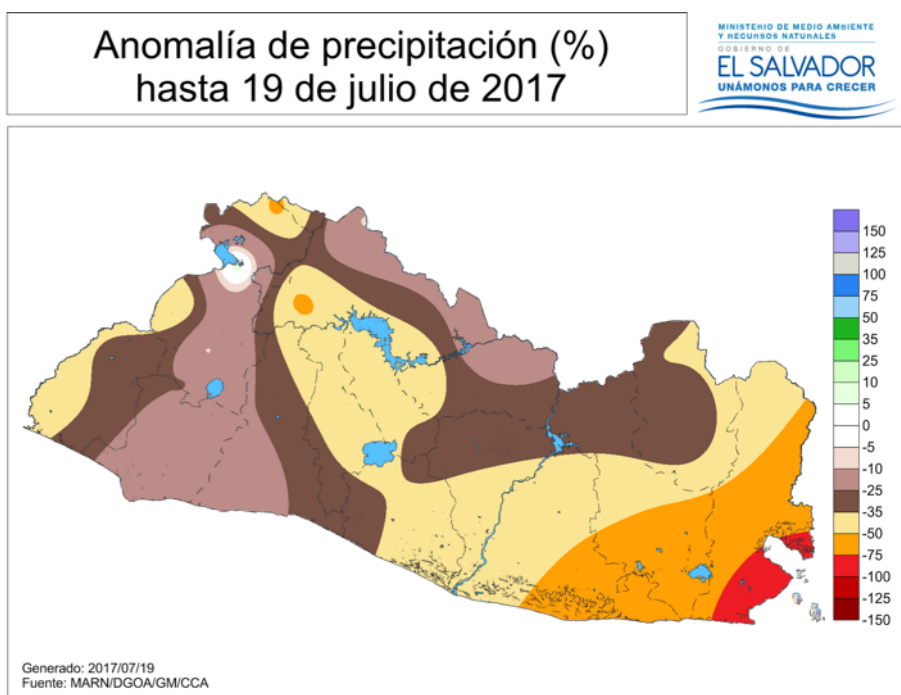 Anomalía de precipitación (%)
hasta 19 de julio de 2017
MINISTERIO DE MEDIO AMBIENTE
Y RECURSOS NATURALES
GOBIERNO DE
EL SALVADOR
UNÁMONOS PARA CRECER
150
125
100
75
50
35
25
10
5
0
-5
-10
-25
-35
-50
-75
-100
-125
-150
Generado: 2017/07/19
Fuente: MARN/DGOA/GM/CCA